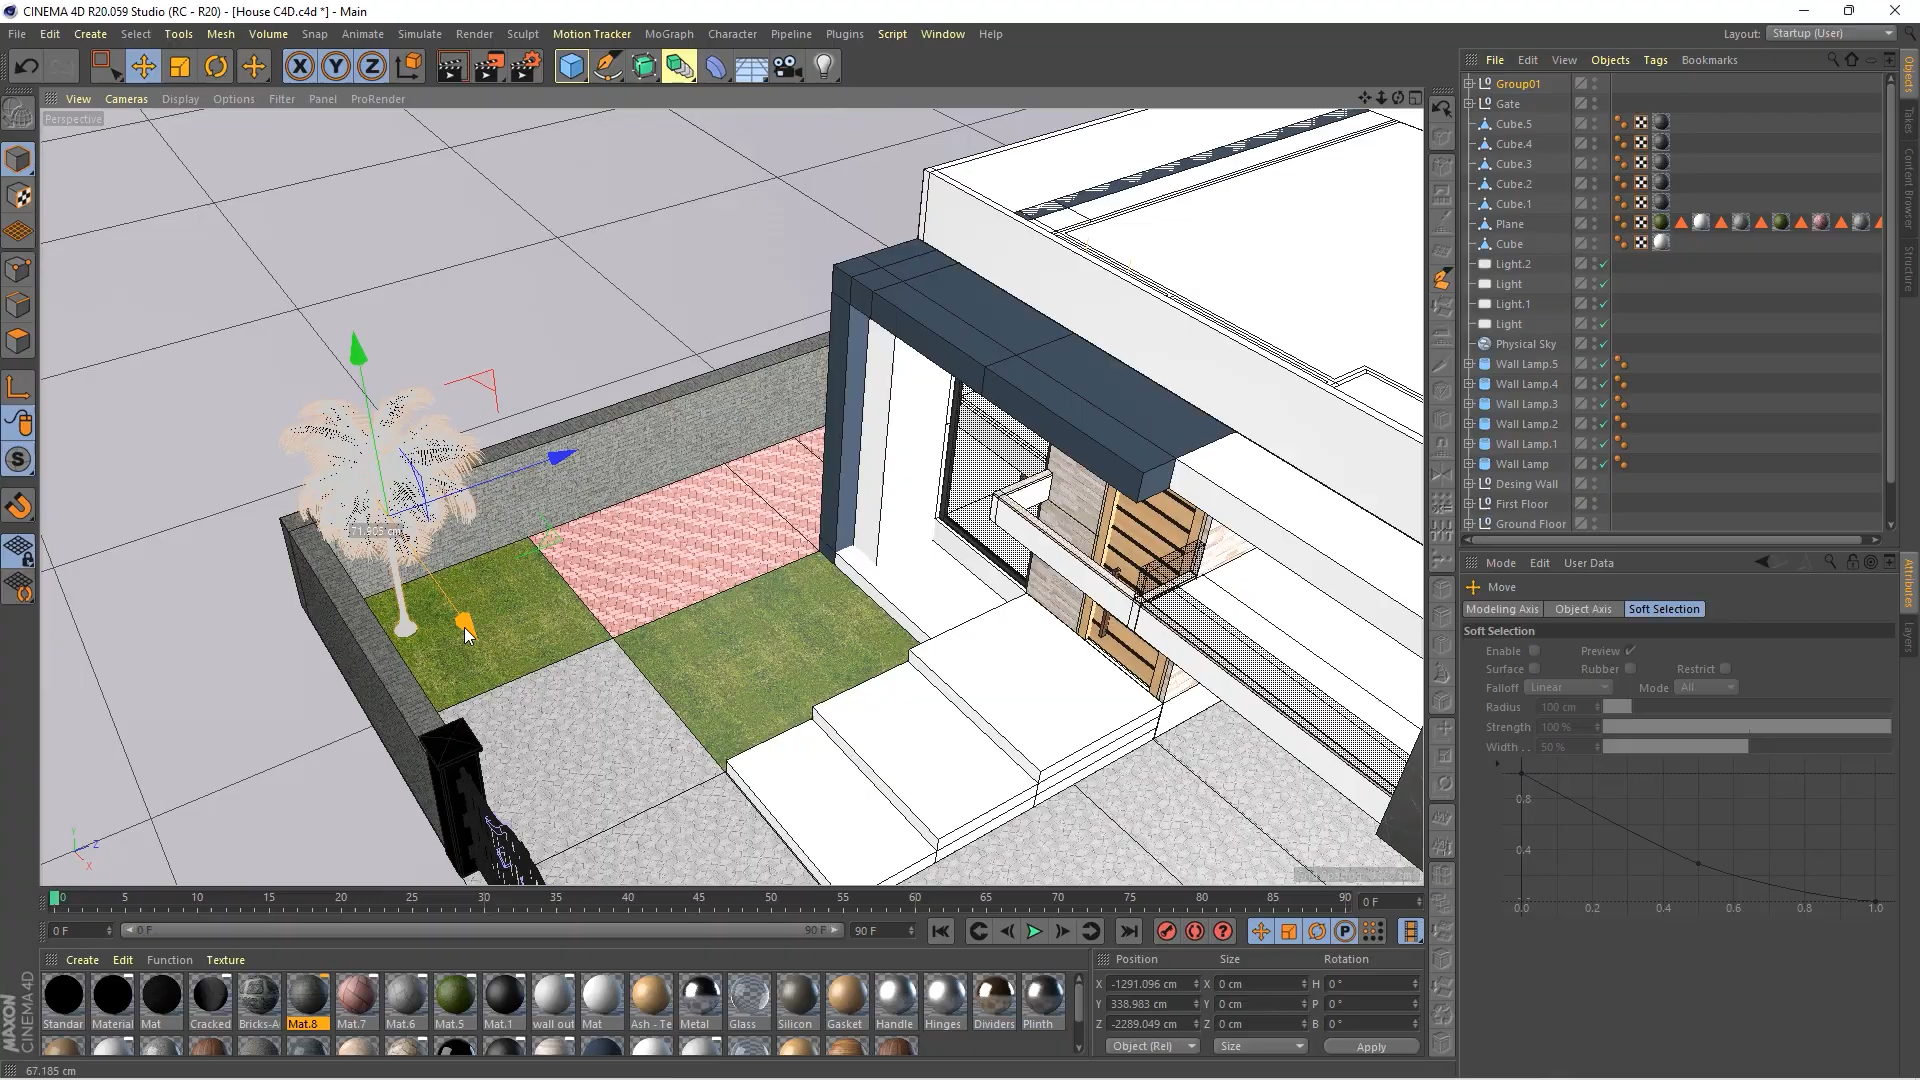 CINEMA 4D R20.059 Studio (RC - R20) - [House C4D.c4d *] - Main
File Edit Create Select Tools Mesh Volume Snap Animate Simulate Render Sculpt Motion Tracker MoGraph Character Pipeline Plugins Script Window Help Layout: Startup (User)
View Cameras Display Options Filter Panel ProRender
Perspective
File Edit View Objects Tags Bookmarks
Group01
Gate
Cube.5
Cube.4
Cube.3
Cube.2
Cube.1
Plane
Cube
Light.2
Light
Light.1
Light
Physical Sky
Wall Lamp.5
Wall Lamp.4
Wall Lamp.3
Wall Lamp.2
Wall Lamp.1
Wall Lamp
Desing Wall
First Floor
Ground Floor
Objects
Takes
Content Browser
Structure
Mode Edit User Data
Move
Modeling Axis Object Axis Soft Selection
Soft Selection
Enable Preview
Surface Rubber Restrict
Falloff Linear Mode All
Radius 100 cm
Strength 100 %
Width . . 50 %
0.8
0.4
0.0 0.2 0.4 0.6 0.8 1.0
Attributes
Layers
0 5 10 15 20 25 30 35 40 45 50 55 60 65 70 75 80 85 90 0 F
0 F 0 F 90 F 90 F
Create Edit Function Texture
Standar Material Mat Cracked Bricks-A Mat.8 Mat.7 Mat.6 Mat.5 Mat.1 wall out Mat Ash - Te Metal Glass Silicon Gasket Handle Hinges Dividers Plinth
Position Size Rotation
X -1291.096 cm X 0 cm H 0 °
Y 338.983 cm Y 0 cm P 0 °
Z -2289.049 cm Z 0 cm B 0 °
Object (Rel) Size Apply
MAXON
CINEMA 4D
67.185 cm